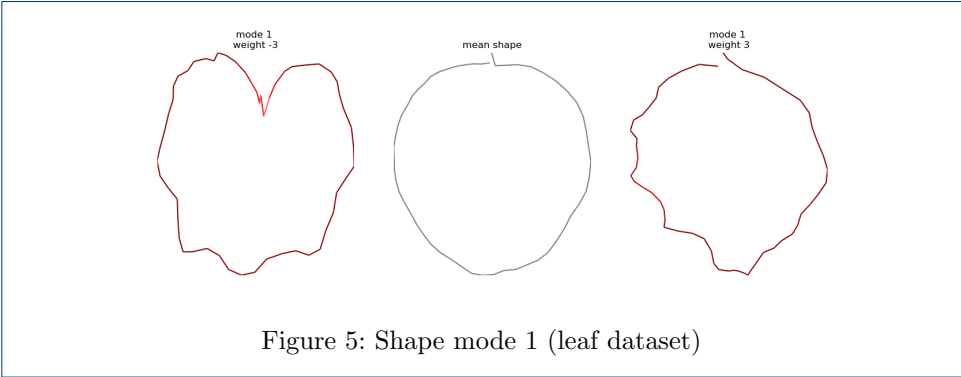 mode 1
weight -3
mean shape
mode 1
weight 3
Figure 5: Shape mode 1 (leaf dataset)